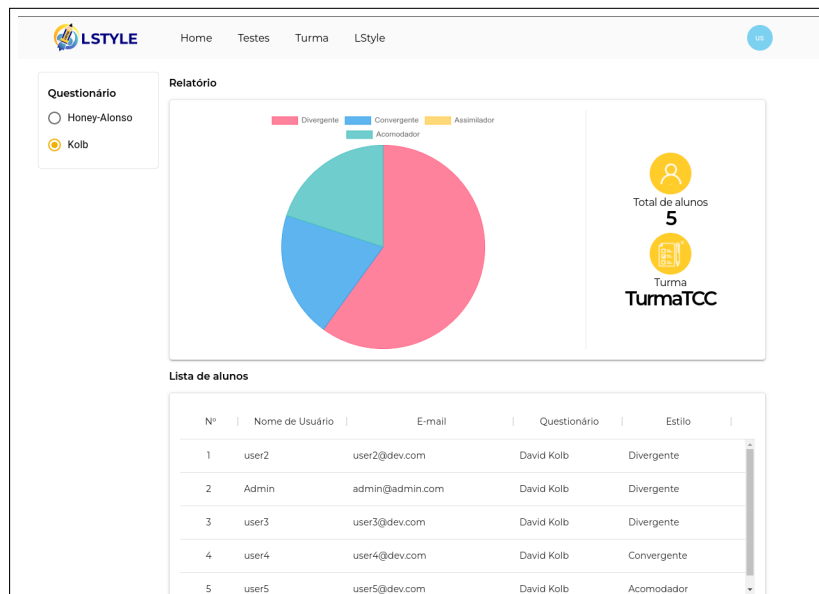 LSTYLE Home Testes Turma LStyle us
Questionário
Honey-Alonso
Kolb
Relatório
Divergente Convergente Assimilador
Acomodador
Total de alunos
5
Turma
TurmaTCC
Lista de alunos
Nº Nome de Usuário E-mail Questionário Estilo
1 user2 user2@dev.com David Kolb Divergente
2 Admin admin@admin.com David Kolb Divergente
3 user3 user3@dev.com David Kolb Divergente
4 user4 user4@dev.com David Kolb Convergente
5 user5 user5@dev.com David Kolb Acomodador